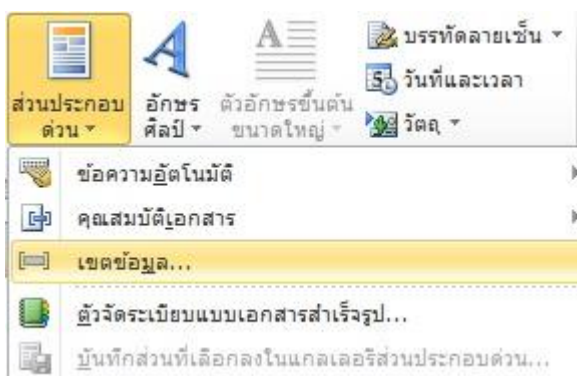 ส่วนประกอบ
ด่วน
อักษร
ศิลป์
ตัวอักษรขึ้นต้น
ขนาดใหญ่
บรรทัดลายเซ็น
วันที่และเวลา
วัตถุ
ข้อความอัตโนมัติ
คุณสมบัติเอกสาร
เขตข้อมูล...
ตัวจัดระเบียบแบบเอกสารสำเร็จรูป...
บันทึกส่วนที่เลือกลงในแกลเลอรีส่วนประกอบด่วน...